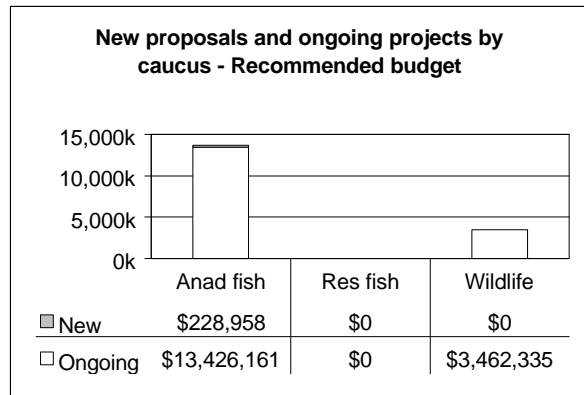 New proposals and ongoing projects by
caucus - Recommended budget
15,000k
10,000k
5,000k
0k
Anad fish Res fish Wildlife
New $228,958 $0 $0
Ongoing $13,426,161 $0 $3,462,335